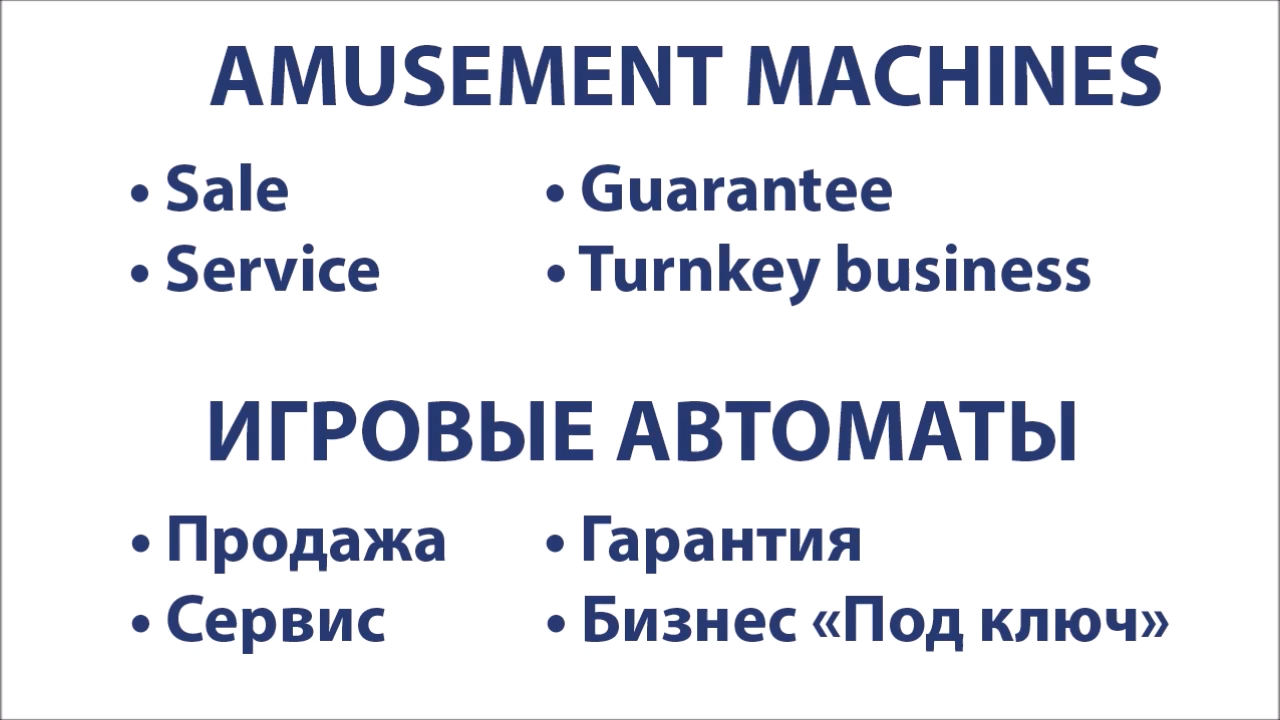 AMUSEMENT MACHINES
• Sale • Guarantee
• Service • Turnkey business
ИГРОВЫЕ АВТОМАТЫ
• Продажа • Гарантия
• Сервис • Бизнес «Под ключ»